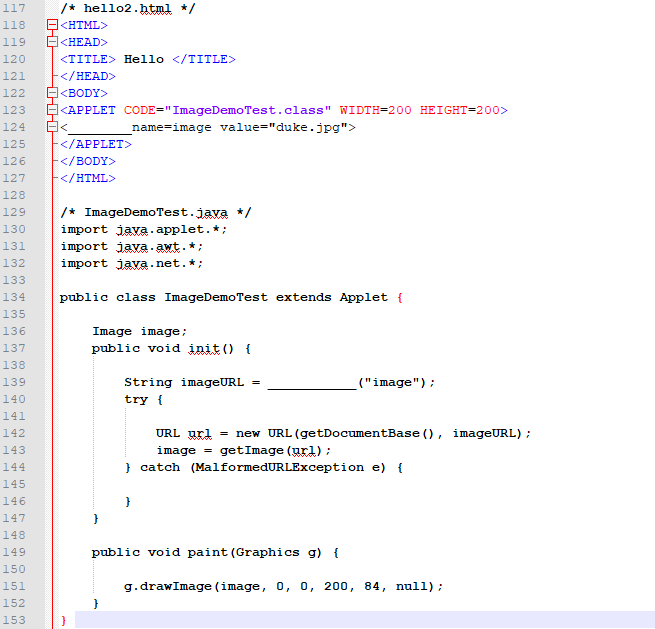 117 /* hello2.html */
118 <HTML>
119 <HEAD>
120 <TITLE> Hello </TITLE>
121 </HEAD>
122 <BODY>
123 <APPLET CODE="ImageDemoTest.class" WIDTH=200 HEIGHT=200>
124 <________name=image value="duke.jpg">
125 </APPLET>
126 </BODY>
127 </HTML>
128
129 /* ImageDemoTest.java */
130 import java.applet.*;
131 import java.awt.*;
132 import java.net.*;
133
134 public class ImageDemoTest extends Applet {
135
136 Image image;
137 public void init() {
138
139 String imageURL = ___________("image");
140 try {
141
142 URL url = new URL(getDocumentBase(), imageURL);
143 image = getImage(url);
144 } catch (MalformedURLException e) {
145
146 }
147 }
148
149 public void paint(Graphics g) {
150
151 g.drawImage(image, 0, 0, 200, 84, null);
152 }
153 }